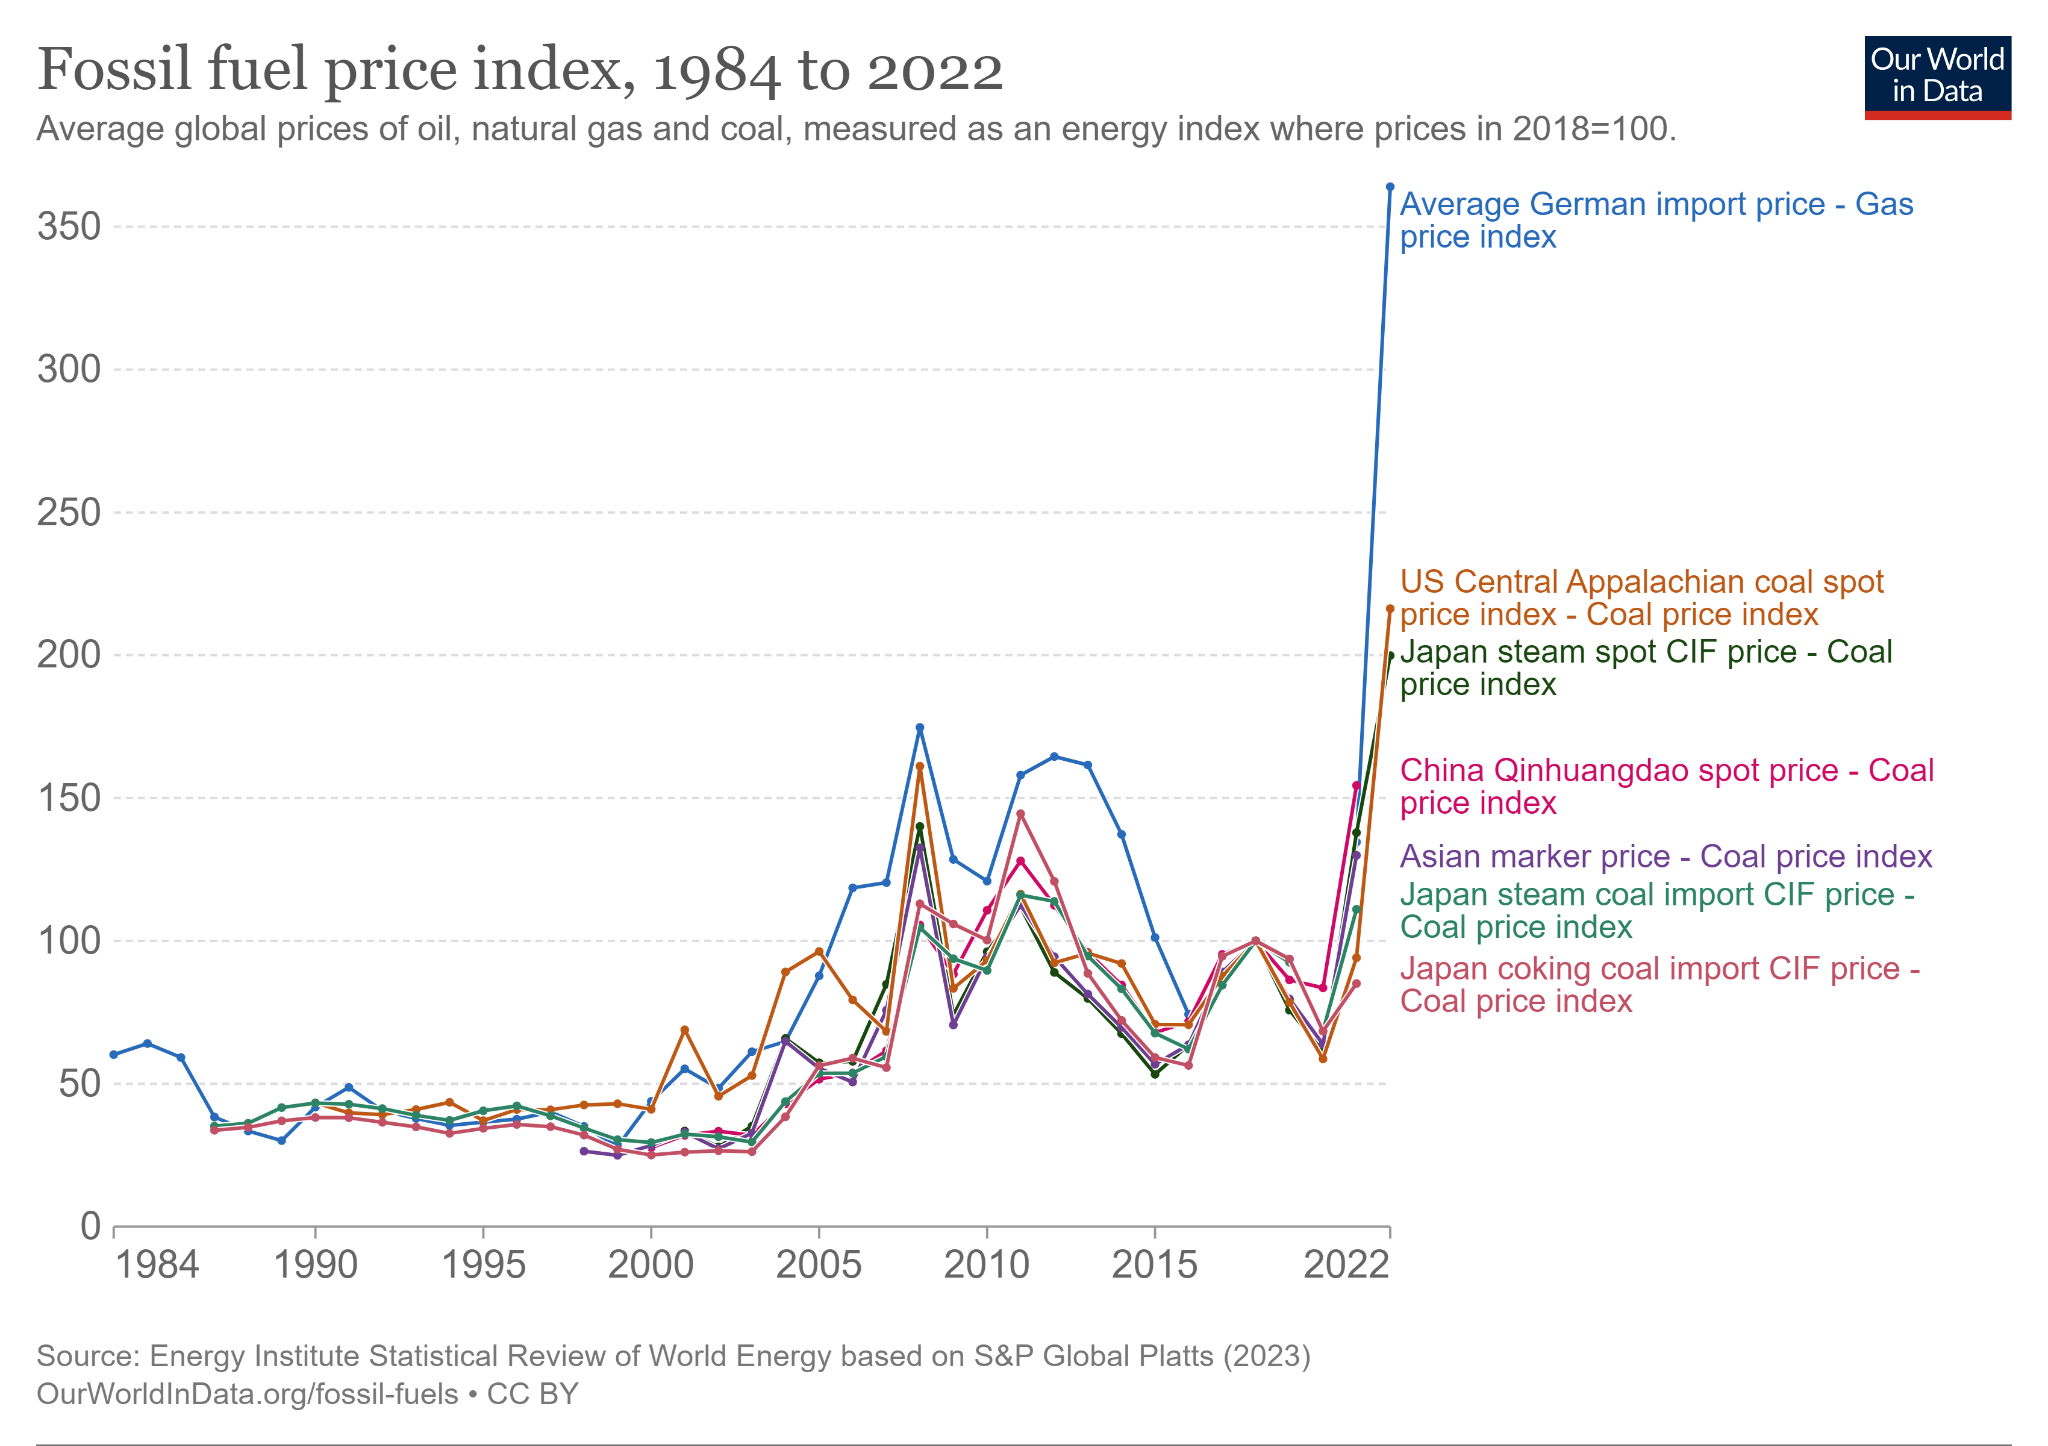 Fossil fuel price index, 1984 to 2022
Our World
in Data
Average global prices of oil, natural gas and coal, measured as an energy index where prices in 2018=100.
350
300
250
200
150
100
50
0
Average German import price - Gas
price index
US Central Appalachian coal spot
price index - Coal price index
Japan steam spot CIF price - Coal
price index
China Qinhuangdao spot price - Coal
price index
Asian marker price - Coal price index
Japan steam coal import CIF price -
Coal price index
Japan coking coal import CIF price -
Coal price index
1984 1990 1995 2000 2005 2010 2015 2022
Source: Energy Institute Statistical Review of World Energy based on S&P Global Platts (2023)
OurWorldInData.org/fossil-fuels • CC BY